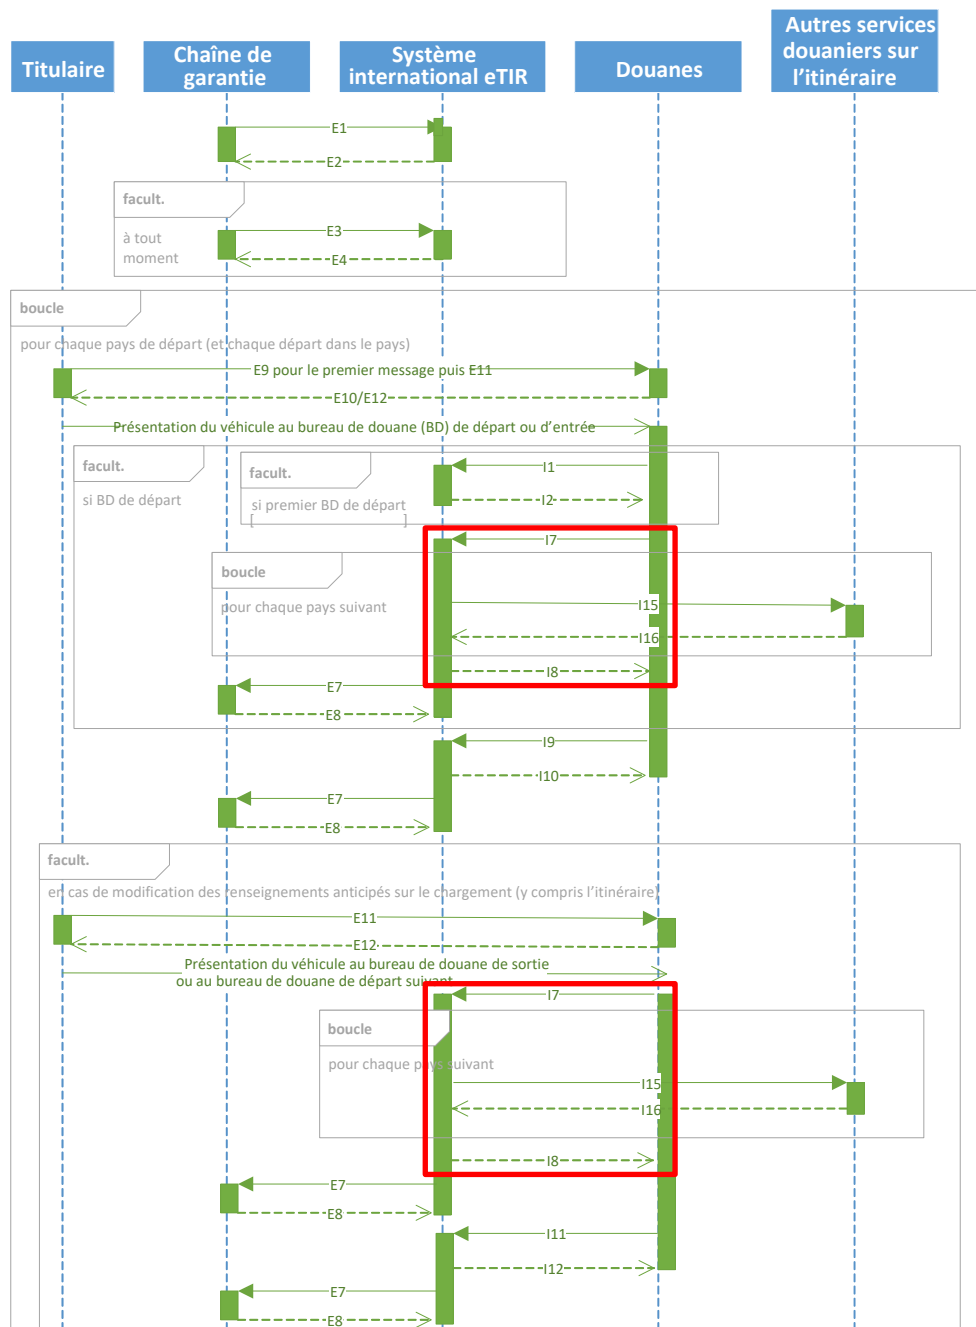 Titulaire
Chaîne de
garantie
Système
international eTIR
Douanes
Autres services
douaniers sur
l'itinéraire
E1
E2
facult.
à tout
moment
E3
E4
boucle
pour chaque pays de départ (et chaque départ dans le pays)
E9 pour le premier message puis E11
E10/E12
Présentation du véhicule au bureau de douane (BD) de départ ou d'entrée
facult.
si BD de départ
facult.
si premier BD de départ
[ ]
I1
I2
I7
boucle
pour chaque pays suivant
I15
I16
I8
E7
E8
I9
I10
E7
E8
facult.
en cas de modification des renseignements anticipés sur le chargement (y compris l'itinéraire)
E11
E12
Présentation du véhicule au bureau de douane de sortie
ou au bureau de douane de départ suivant
I7
boucle
pour chaque pays suivant
I15
I16
I8
E7
E8
I11
I12
E7
E8